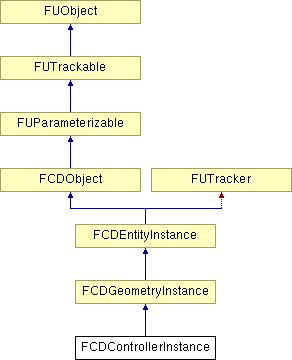 FUObject
FUTrackable
FUParameterizable
FCDObject
FUTracker
FCDEntityInstance
FCDGeometryInstance
FCDControllerInstance